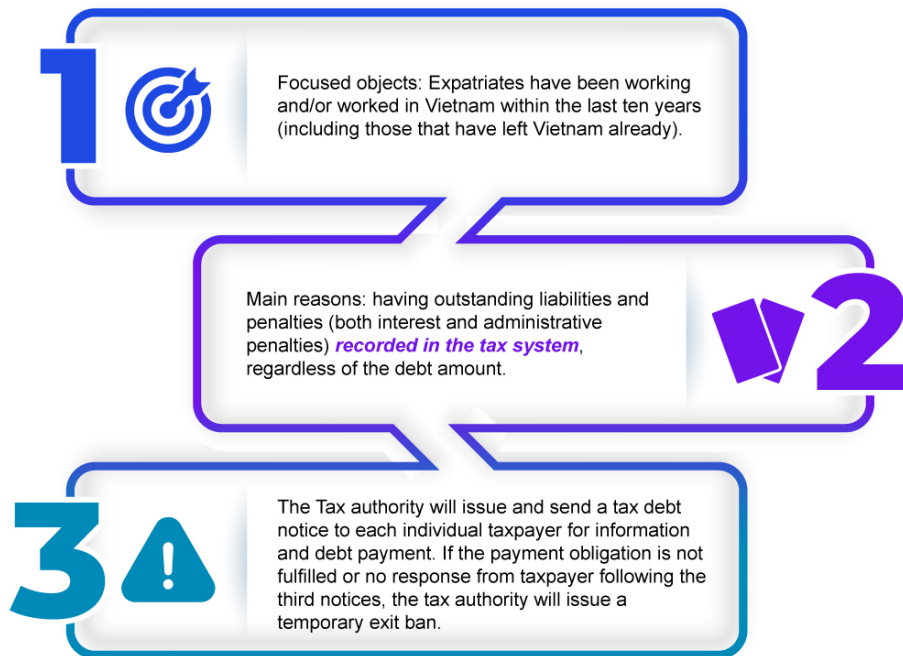 1
Focused objects: Expatriates have been working
and/or worked in Vietnam within the last ten years
(including those that have left Vietnam already).
Main reasons: having outstanding liabilities and
penalties (both interest and administrative
penalties) recorded in the tax system,
regardless of the debt amount.
2
3
The Tax authority will issue and send a tax debt
notice to each individual taxpayer for information
and debt payment. If the payment obligation is not
fulfilled or no response from taxpayer following the
third notices, the tax authority will issue a
temporary exit ban.